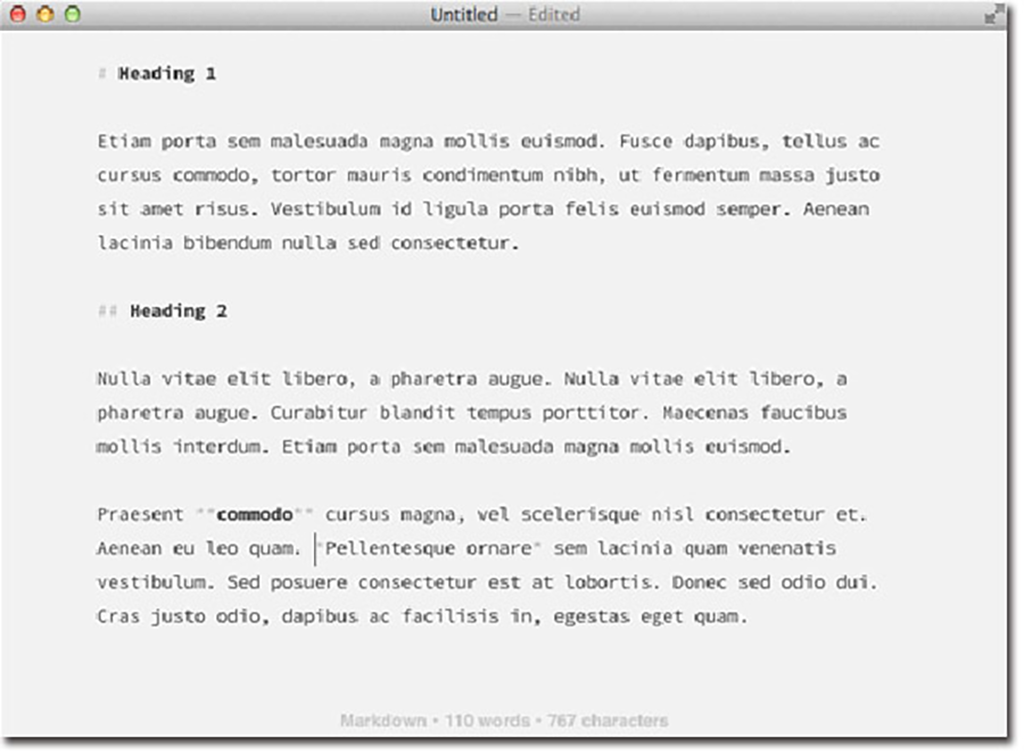 Untitled — Edited
# Heading 1
Etiam porta sem malesuada magna mollis euismod. Fusce dapibus, tellus ac
cursus commodo, tortor mauris condimentum nibh, ut fermentum massa justo
sit amet risus. Vestibulum id ligula porta felis euismod semper. Aenean
lacinia bibendum nulla sed consectetur.
## Heading 2
Nulla vitae elit libero, a pharetra augue. Nulla vitae elit libero, a
pharetra augue. Curabitur blandit tempus porttitor. Maecenas faucibus
mollis interdum. Etiam porta sem malesuada magna mollis euismod.
Praesent **commodo** cursus magna, vel scelerisque nisl consectetur et.
Aenean eu leo quam. *Pellentesque ornare* sem lacinia quam venenatis
vestibulum. Sed posuere consectetur est at lobortis. Donec sed odio dui.
Cras justo odio, dapibus ac facilisis in, egestas eget quam.
Markdown • 110 words • 767 characters